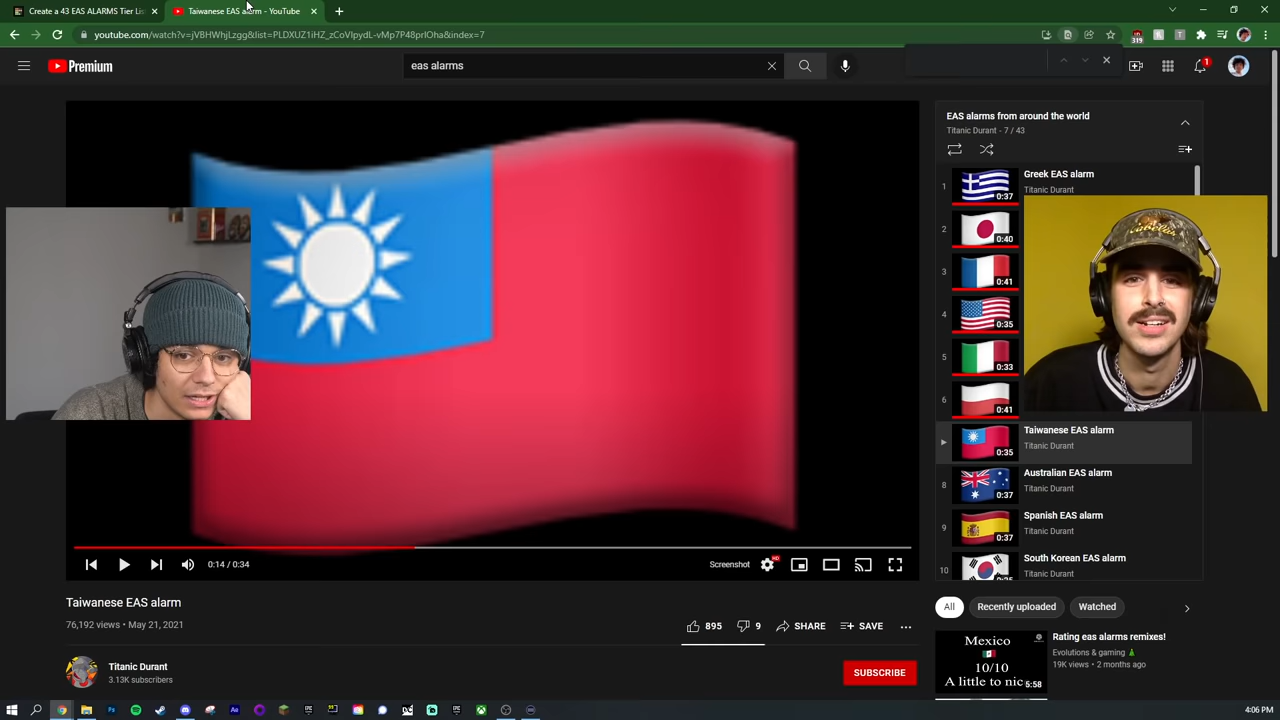 Create a 43 EAS ALARMS Tier Lis
Taiwanese EAS alarm - YouTube
youtube.com/watch?v=jVBHWhjLzgg&list=PLDXUZ1iHZ_zCoVIpydL-vMp7P48prIOha&index=7
319
Premium
eas alarms
1
EAS alarms from around the world
Titanic Durant - 7 / 43
1
Greek EAS alarm
Titanic Durant
0:37
2
0:40
3
0:41
4
0:35
5
0:33
6
0:41
Taiwanese EAS alarm
Titanic Durant
0:35
8
Australian EAS alarm
Titanic Durant
0:37
9
Spanish EAS alarm
Titanic Durant
0:37
10
South Korean EAS alarm
Titanic Durant
0:14 / 0:34
Screenshot
HD
Taiwanese EAS alarm
76,192 views • May 21, 2021
895
9
SHARE
SAVE
All
Recently uploaded
Watched
Titanic Durant
3.13K subscribers
SUBSCRIBE
Mexico
10/10
A little to nic
5:58
Rating eas alarms remixes!
Evolutions & gaming
19K views • 2 months ago
4:06 PM